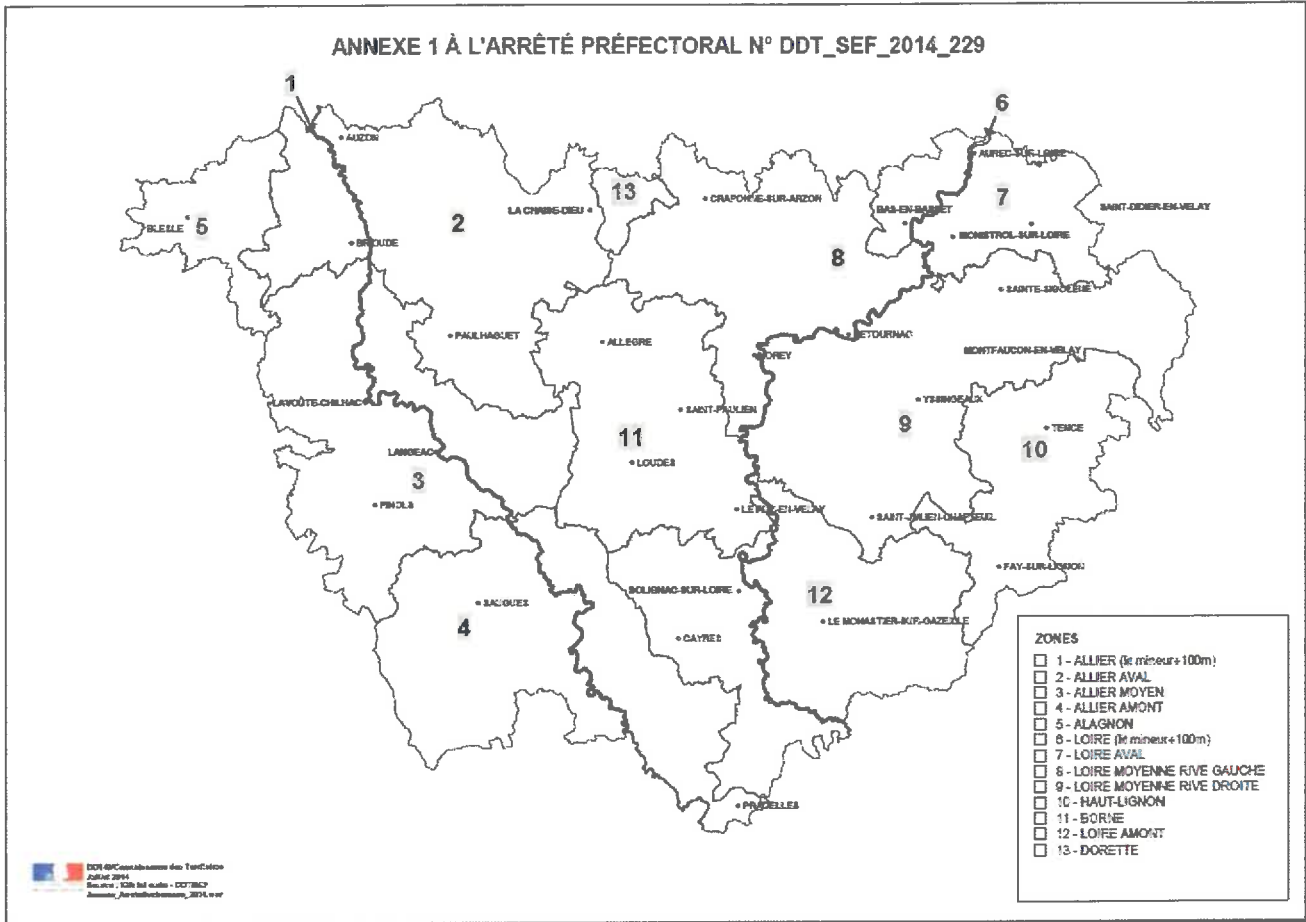 ANNEXE 1 À L'ARRÊTÉ PRÉFECTORAL N° DDT_SEF_2014_229
1
6
AUZON
AUREC-SUR-LOIRE
13
LA CHAISE-DIEU
CRAPONNE-SUR-ARZON
7
SAINT-DIDIER-EN-VELAY
BAS-EN-BASSET
BLESLE
5
2
MONISTROL-SUR-LOIRE
BRIOUDE
8
SAINTE-SIGOLENE
PAULHAGUET
ALLEGRE
RETOURNAC
VOREY
MONTFAUCON-EN-VELAY
LAVOÛTE-CHILHAC
SAINT-PAULIEN
YSSINGEAUX
9
TENCE
11
10
LANGEAC
LOUDES
3
PINOLS
LE PUY-EN-VELAY
SAINT-JULIEN-CHAPTEUIL
FAY-SUR-LIGNON
SOLIGNAC-SUR-LOIRE
12
SAUGUES
4
LE MONASTIER-SUR-GAZEILLE
CAYRES
PRADELLES
ZONES
1 - ALLIER (lit mineur+100m)
2 - ALLIER AVAL
3 - ALLIER MOYEN
4 - ALLIER AMONT
5 - ALAGNON
6 - LOIRE (lit mineur+100m)
7 - LOIRE AVAL
8 - LOIRE MOYENNE RIVE GAUCHE
9 - LOIRE MOYENNE RIVE DROITE
10 - HAUT-LIGNON
11 - BORNE
12 - LOIRE AMONT
13 - DORETTE
DDT43/Connaissance des Territoires
Juillet 2014